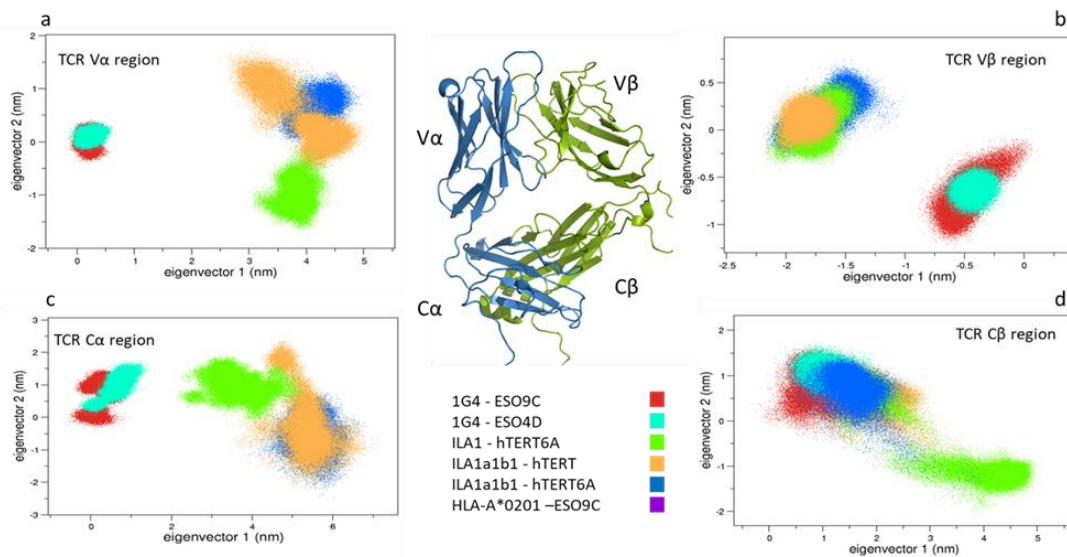 a
TCR Vα region
2
1
0
-1
-2
eigenvector 2 (nm)
0 1 2 3 4 5
eigenvector 1 (nm)
Vα
Vβ
Cα
Cβ
b
TCR Vβ region
0.5
0
-0.5
-1
eigenvector 2 (nm)
-2.5 -2 -1.5 -1 -0.5 0 0.5
eigenvector 1 (nm)
c
TCR Cα region
3
2
1
0
-1
-2
-3
eigenvector 2 (nm)
0 2 4 6
eigenvector 1 (nm)
1G4 - ESO9C
1G4 - ESO4D
ILA1 - hTERT6A
ILA1a1b1 - hTERT
ILA1a1b1 - hTERT6A
HLA-A*0201 –ESO9C
d
TCR Cβ region
2
1
0
-1
-2
eigenvector 2 (nm)
0 1 2 3 4 5
eigenvector 1 (nm)